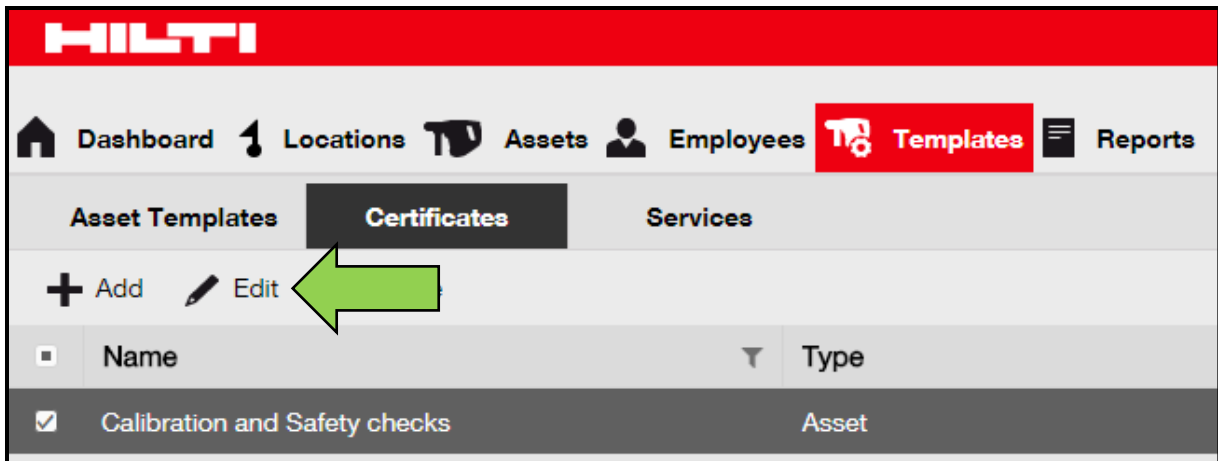 HILTI
Dashboard Locations Assets Employees Templates Reports
Asset Templates Certificates Services
Add Edit
Name Type
Calibration and Safety checks Asset